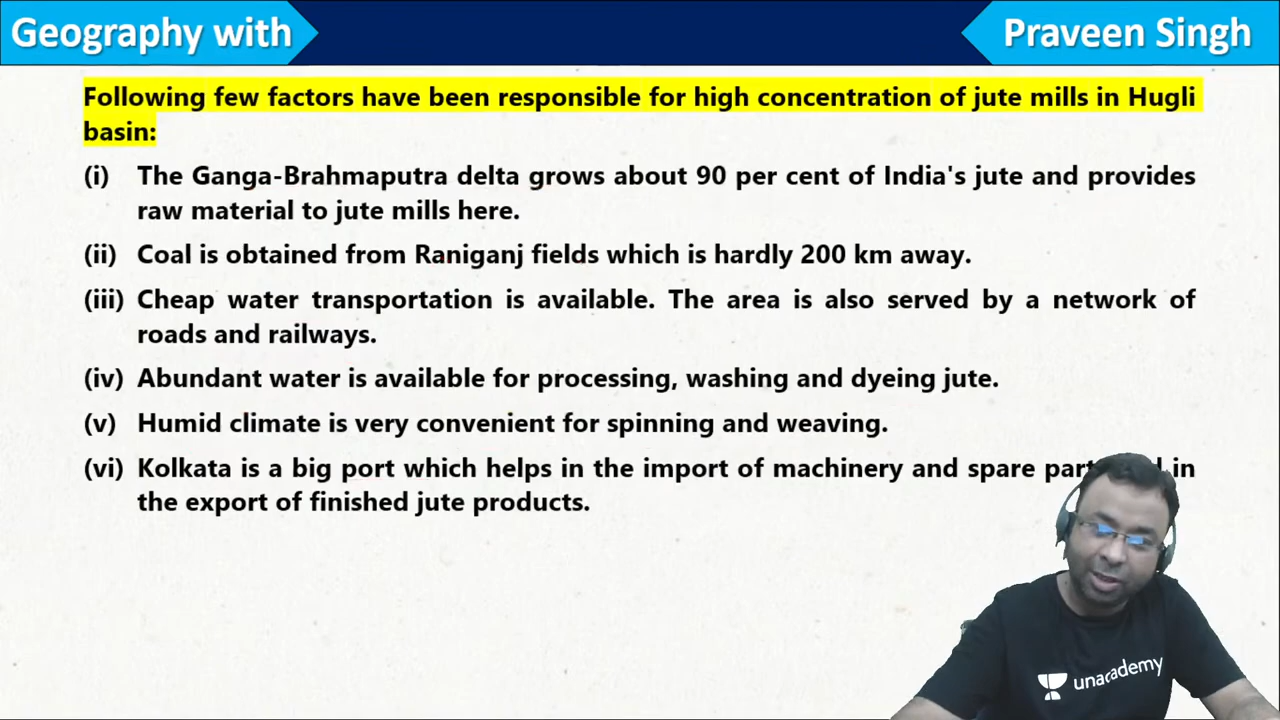 Geography with
Praveen Singh
Following few factors have been responsible for high concentration of jute mills in Hugli
basin:
(i) The Ganga-Brahmaputra delta grows about 90 per cent of India's jute and provides
raw material to jute mills here.
(ii) Coal is obtained from Raniganj fields which is hardly 200 km away.
(iii) Cheap water transportation is available. The area is also served by a network of
roads and railways.
(iv) Abundant water is available for processing, washing and dyeing jute.
(v) Humid climate is very convenient for spinning and weaving.
(vi) Kolkata is a big port which helps in the import of machinery and spare in
the export of finished jute products.
unacademy